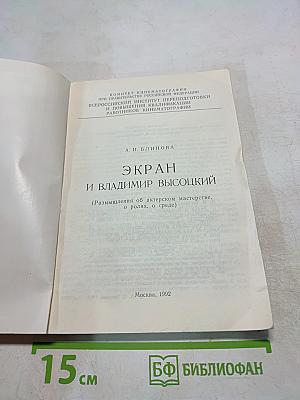 КОМИТЕТ КИНЕМАТОГРАФИИ
ПРИ ПРАВИТЕЛЬСТВЕ РОССИЙСКОЙ ФЕДЕРАЦИИ
ВСЕРОССИЙСКИЙ ИНСТИТУТ ПЕРЕПОДГОТОВКИ
И ПОВЫШЕНИЯ КВАЛИФИКАЦИИ
РАБОТНИКОВ КИНЕМАТОГРАФИИ
А. И. БЛИНОВА
ЭКРАН
И ВЛАДИМИР ВЫСОЦКИЙ
(Размышления об актерском мастерстве,
о ролях, о среде)
Москва, 1992
15 см
БФ БИБЛИОФАН